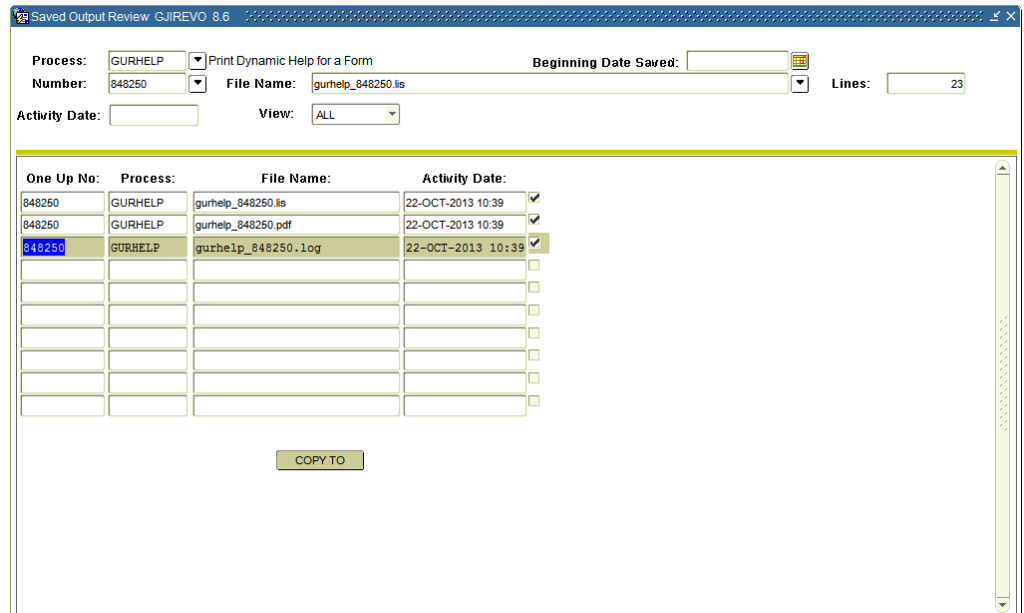 Saved Output Review GJIREVO 8.6
Process: GURHELP Print Dynamic Help for a Form Beginning Date Saved:
Number: 848250 File Name: gurhelp_848250.lis Lines: 23
Activity Date: View: ALL
One Up No: Process: File Name: Activity Date:
848250 GURHELP gurhelp_848250.lis 22-OCT-2013 10:39
848250 GURHELP gurhelp_848250.pdf 22-OCT-2013 10:39
848250 GURHELP gurhelp_848250.log 22-OCT-2013 10:39
COPY TO